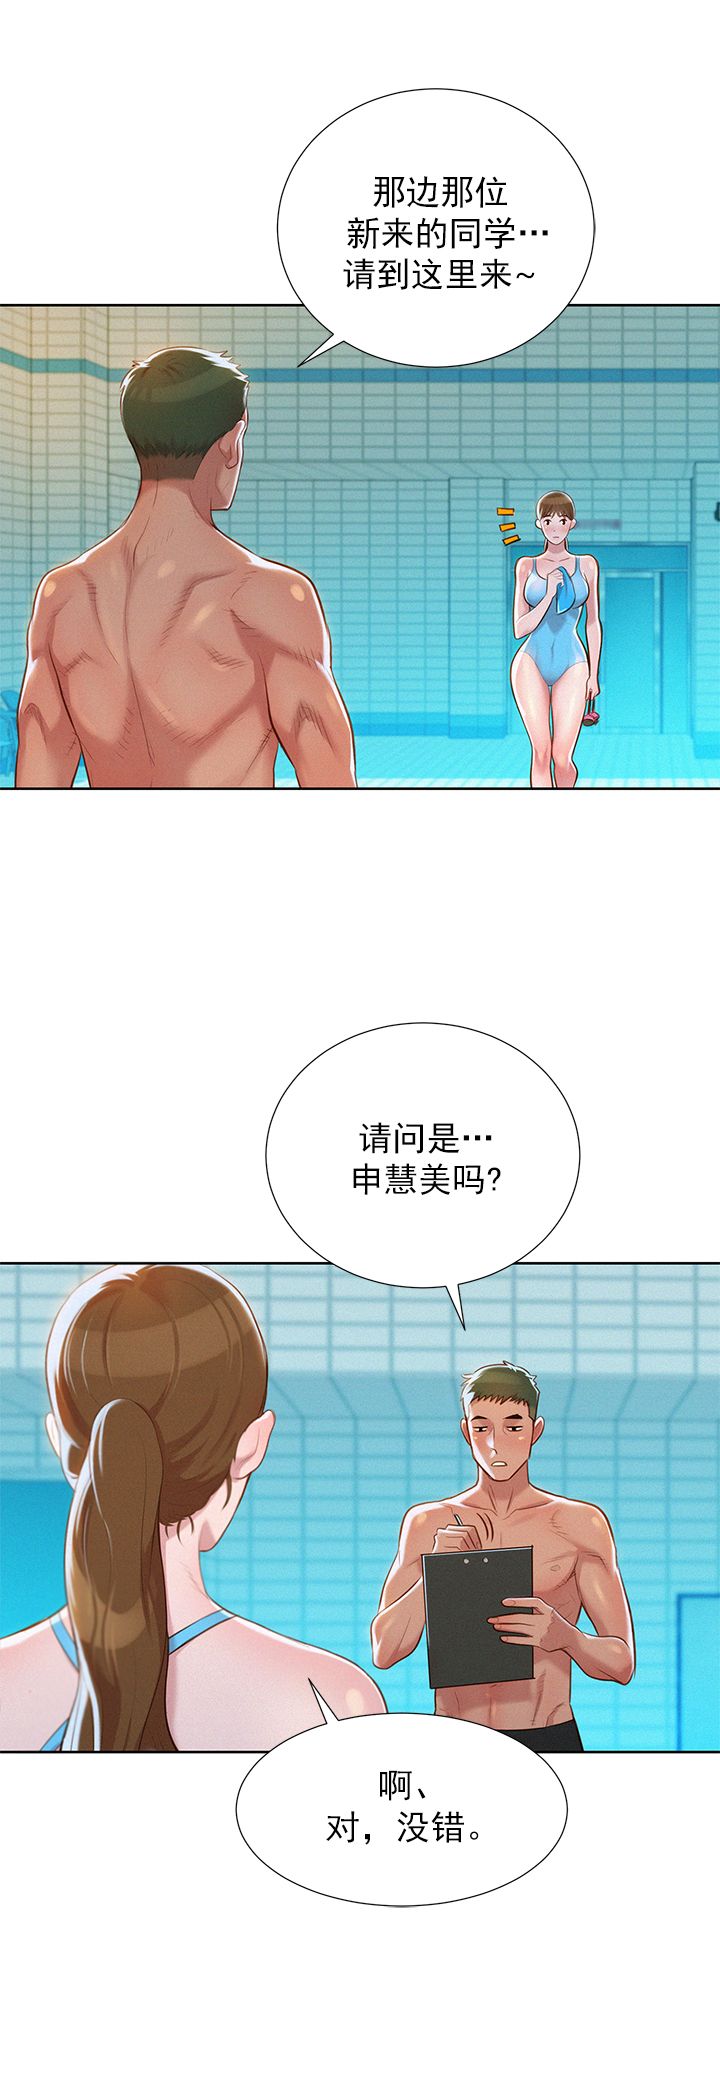 那边那位
新来的同学…
请到这里来~
请问是…
申慧美吗?
啊、
对，没错。